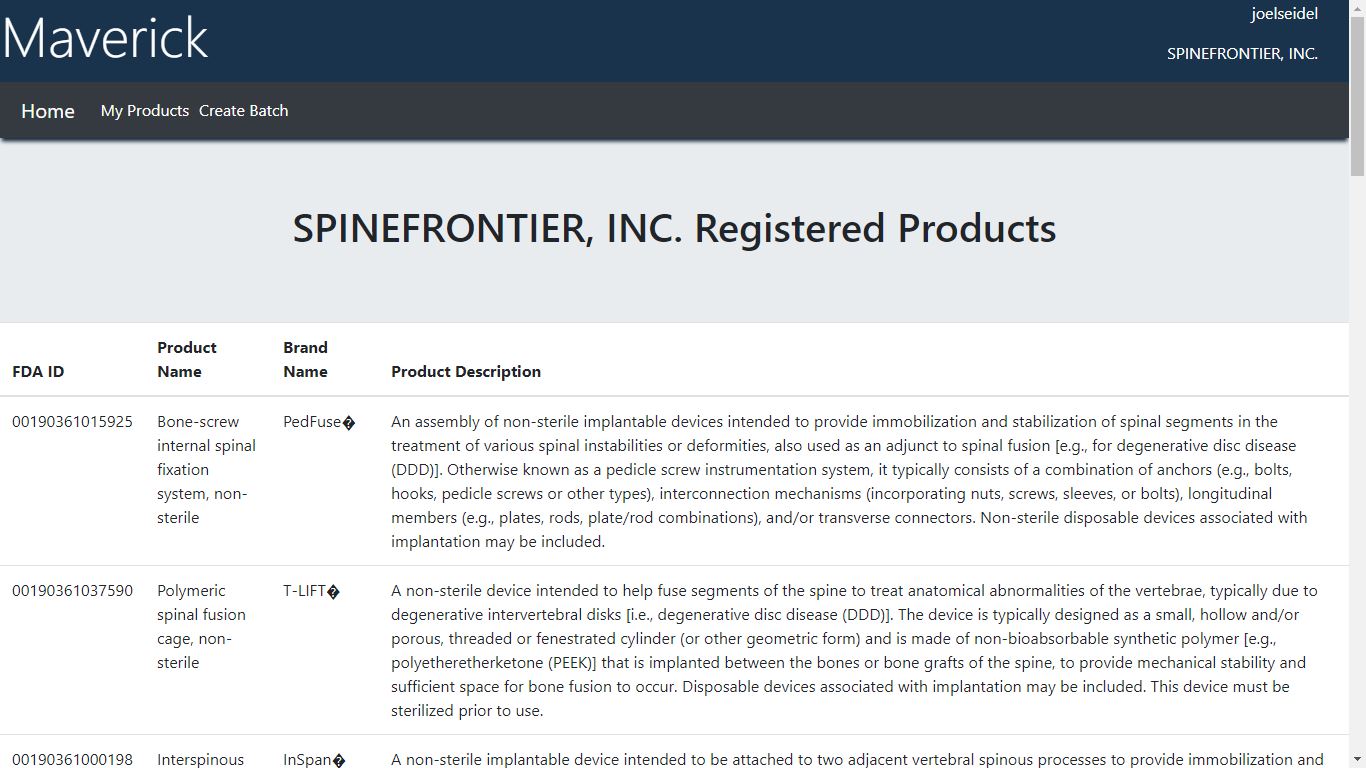 Maverick
joelseidel
SPINEFRONTIER, INC.
Home My Products Create Batch
SPINEFRONTIER, INC. Registered Products
FDA ID
Product
Name
Brand
Name
Product Description
00190361015925
Bone-screw
internal spinal
fixation
system, non-
sterile
PedFuse�
An assembly of non-sterile implantable devices intended to provide immobilization and stabilization of spinal segments in the
treatment of various spinal instabilities or deformities, also used as an adjunct to spinal fusion [e.g., for degenerative disc disease
(DDD)]. Otherwise known as a pedicle screw instrumentation system, it typically consists of a combination of anchors (e.g., bolts,
hooks, pedicle screws or other types), interconnection mechanisms (incorporating nuts, screws, sleeves, or bolts), longitudinal
members (e.g., plates, rods, plate/rod combinations), and/or transverse connectors. Non-sterile disposable devices associated with
implantation may be included.
00190361037590
Polymeric
spinal fusion
cage, non-
sterile
T-LIFT�
A non-sterile device intended to help fuse segments of the spine to treat anatomical abnormalities of the vertebrae, typically due to
degenerative intervertebral disks [i.e., degenerative disc disease (DDD)]. The device is typically designed as a small, hollow and/or
porous, threaded or fenestrated cylinder (or other geometric form) and is made of non-bioabsorbable synthetic polymer [e.g.,
polyetheretherketone (PEEK)] that is implanted between the bones or bone grafts of the spine, to provide mechanical stability and
sufficient space for bone fusion to occur. Disposable devices associated with implantation may be included. This device must be
sterilized prior to use.
00190361000198
Interspinous
InSpan�
A non-sterile implantable device intended to be attached to two adjacent vertebral spinous processes to provide immobilization and